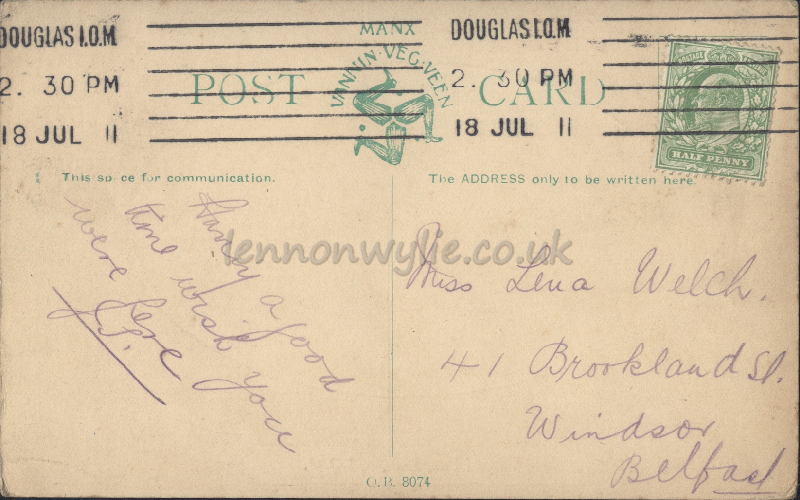 DOUGLAS I.O.M.
2. 30 PM
18 JUL 11
DOUGLAS I.O.M.
2. 30 PM
18 JUL 11
MANX
VANNIN-VEG-VEEN
POST CARD
HALF PENNY
This space for communication.
The ADDRESS only to be written here.
Having a good
time wish you
were here
Miss Lena Welch.
41 Brookland St.
Windsor
Belfast
lennonwylie.co.uk
Q.B. 8074